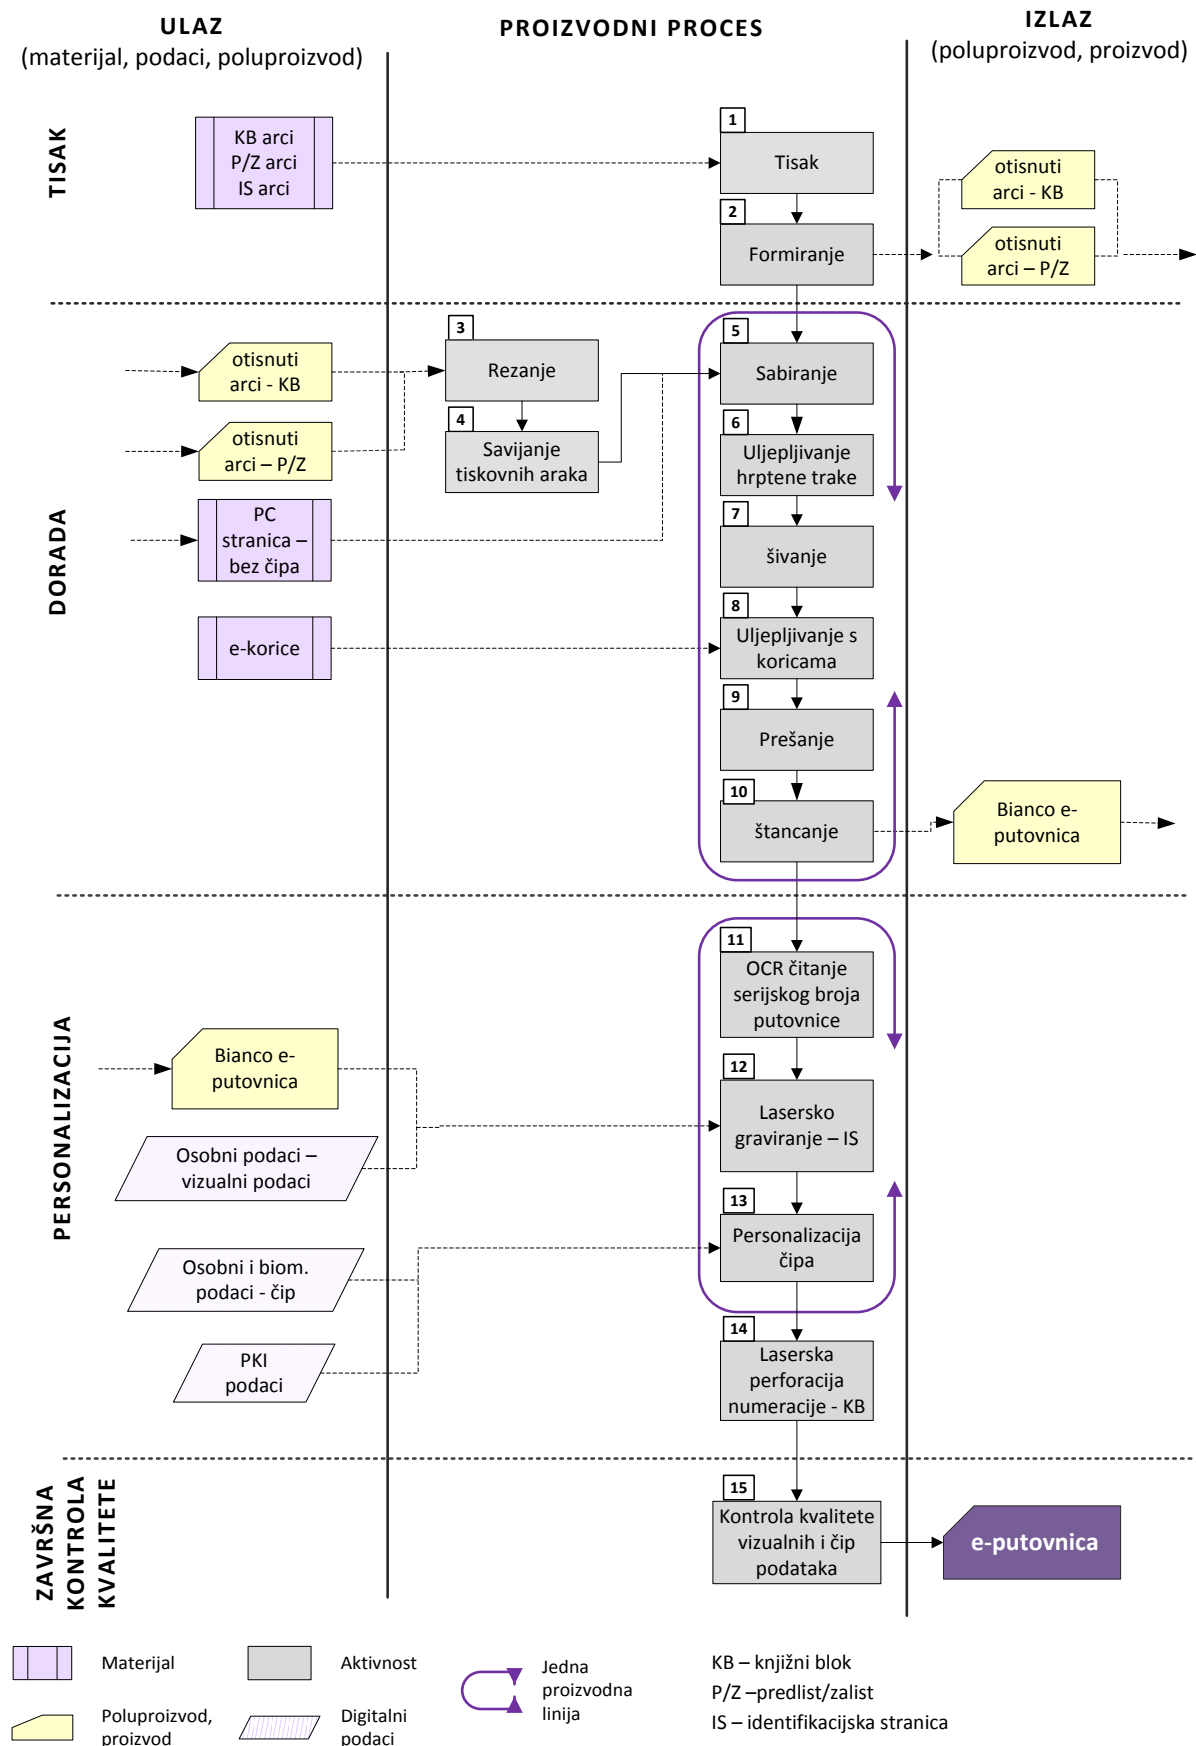 ULAZ
(materijal, podaci, poluproizvod)
PROIZVODNI PROCES
IZLAZ
(poluproizvod, proizvod)
TISAK
KB arci
P/Z arci
IS arci
1
Tisak
2
Formiranje
otisnuti
arci - KB
otisnuti
arci – P/Z
DORADA
otisnuti
arci - KB
otisnuti
arci – P/Z
PC
stranica –
bez čipa
e-korice
3
Rezanje
4
Savijanje
tiskovnih araka
5
Sabiranje
6
Uljepljivanje
hrptene trake
7
šivanje
8
Uljepljivanje s
koricama
9
Prešanje
10
štancanje
Bianco e-
putovnica
PERSONALIZACIJA
Bianco e-
putovnica
Osobni podaci –
vizualni podaci
Osobni i biom.
podaci - čip
PKI
podaci
11
OCR čitanje
serijskog broja
putovnice
12
Lasersko
graviranje – IS
13
Personalizacija
čipa
14
Laserska
perforacija
numeracije - KB
ZAVRŠNA
KONTROLA
KVALITETE
15
Kontrola kvalitete
vizualnih i čip
podataka
e-putovnica
Materijal
Aktivnost
Jedna
proizvodna
linija
Poluproizvod,
proizvod
Digitalni
podaci
KB – knjižni blok
P/Z –predlist/zalist
IS – identifikacijska stranica